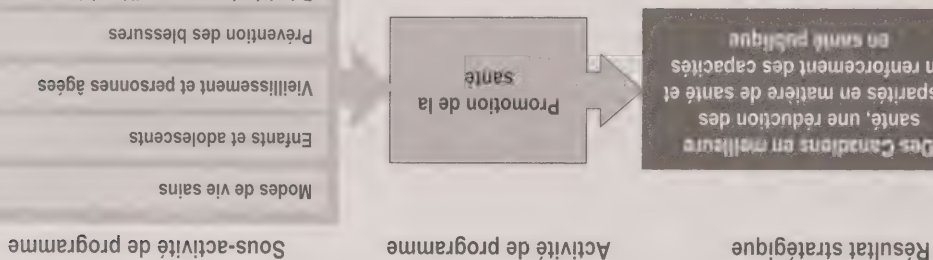 Résultat stratégique
Activité de programme
Sous-activité de programme
Des Canadiens en meilleure
santé, une réduction des
sparités en matière de santé et
n renforcement des capacités
en santé publique
Promotion de la
santé
Modes de vie sains
Enfants et adolescents
Vieillissement et personnes âgées
Prévention des blessures